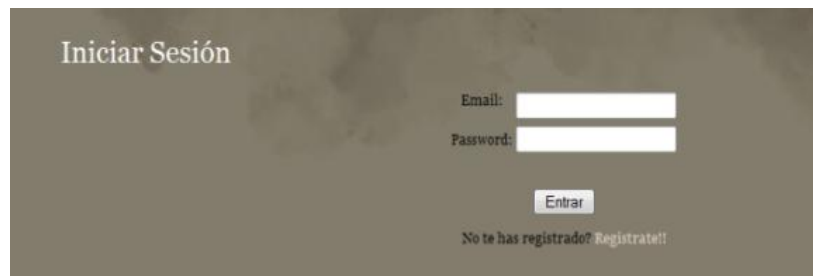 Iniciar Sesión
Email:
Password:
Entrar
No te has registrado? Registrate!!